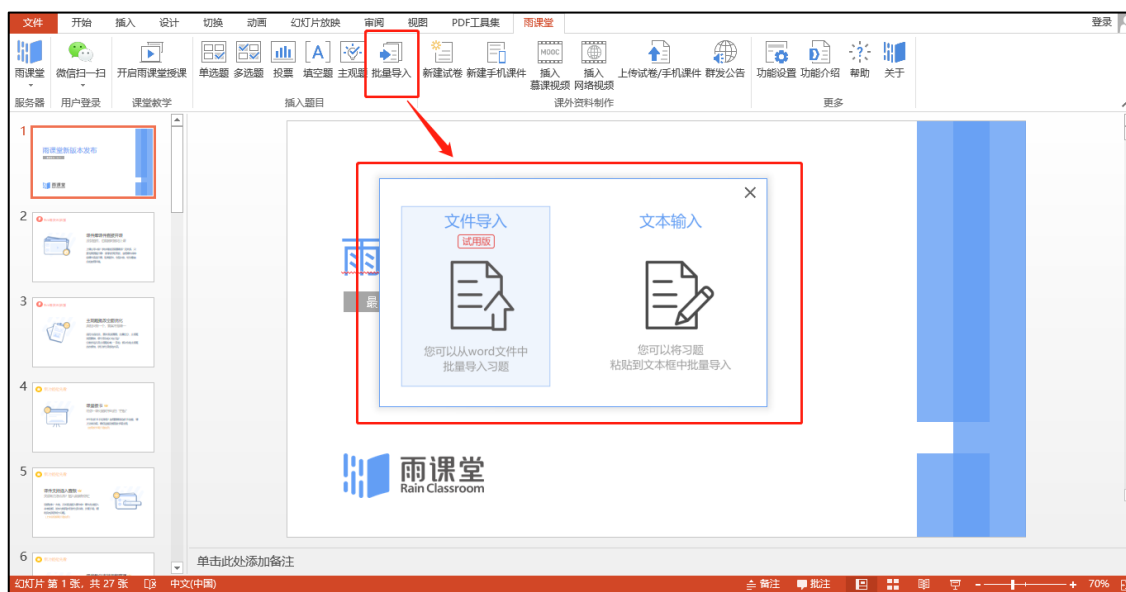 文件 开始 插入 设计 切换 动画 幻灯片放映 审阅 视图 PDF工具集 雨课堂 登录
雨课堂 微信扫一扫 开启雨课堂授课 单选题 多选题 投票 填空题 主观题 批量导入 新建试卷 新建手机课件 插入 插入 上传试卷/手机课件 群发公告 功能设置 功能介绍 帮助 关于
慕课视频 网络视频
服务器 用户登录 课堂教学 插入题目 课外资料制作 更多
MOOC
1
雨课堂新版本发布
雨课堂
2
3
4
5
6
文件导入
试用版
您可以从word文件中
批量导入习题
文本输入
您可以将习题
粘贴到文本框中批量导入
雨
雨课堂
Rain Classroom
单击此处添加备注
幻灯片 第 1 张，共 27 张 中文(中国) 备注 批注 70%